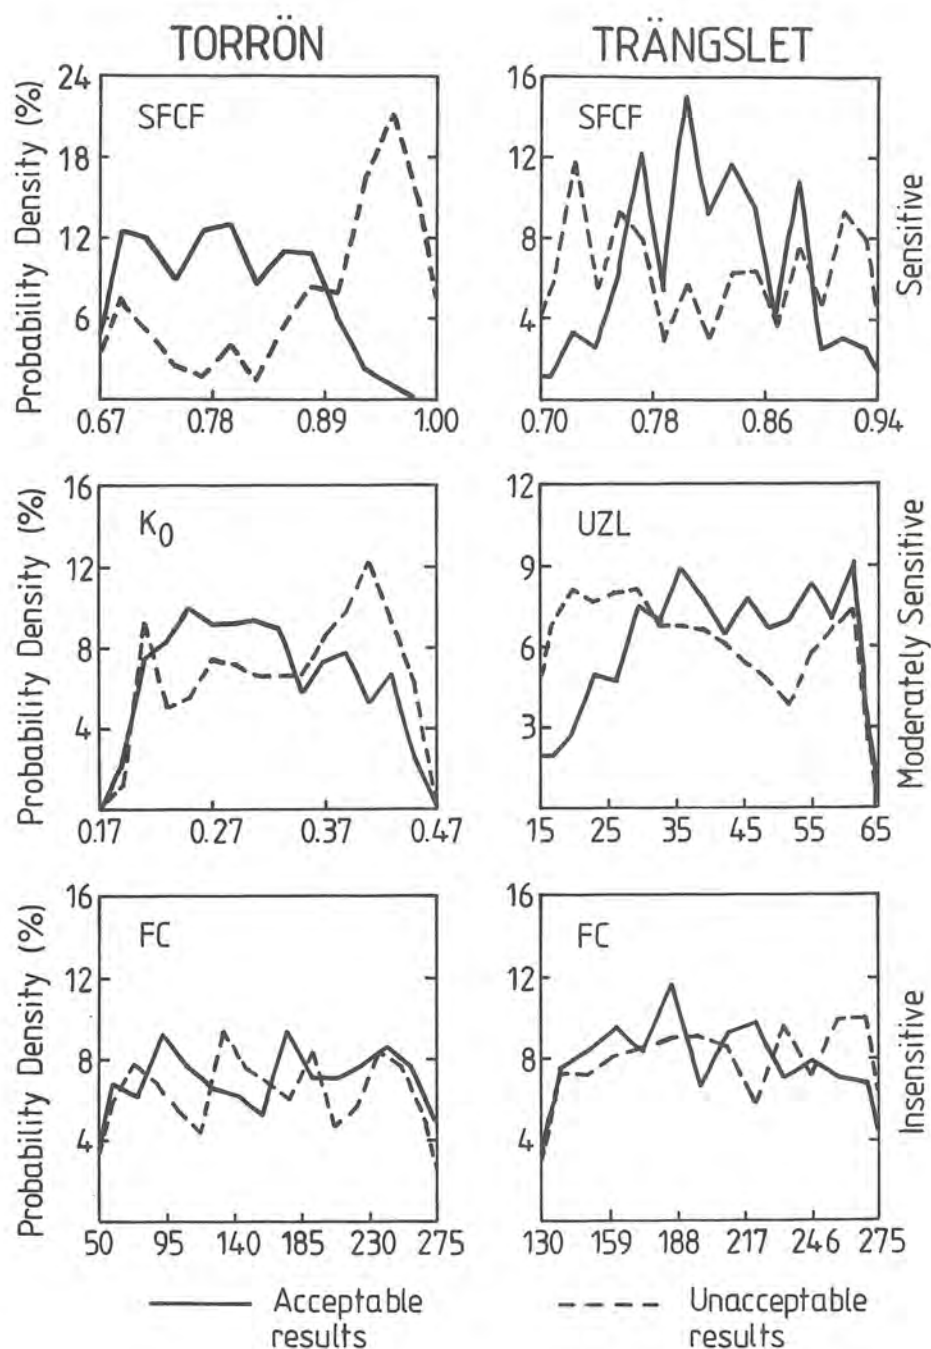 TORRÖN
TRÄNGSLET
24
18
12
6
Probability Density (%)
SFCF
0.67 0.78 0.89 1.00
16
12
8
4
SFCF
0.70 0.78 0.86 0.94
Sensitive
16
12
8
4
Probability Density (%)
K0
0.17 0.27 0.37 0.47
12
9
6
3
UZL
15 25 35 45 55 65
Moderately Sensitive
16
12
8
4
Probability Density (%)
FC
50 95 140 185 230 275
16
12
8
4
FC
130 159 188 217 246 275
Insensitive
Acceptable
results
Unacceptable
results